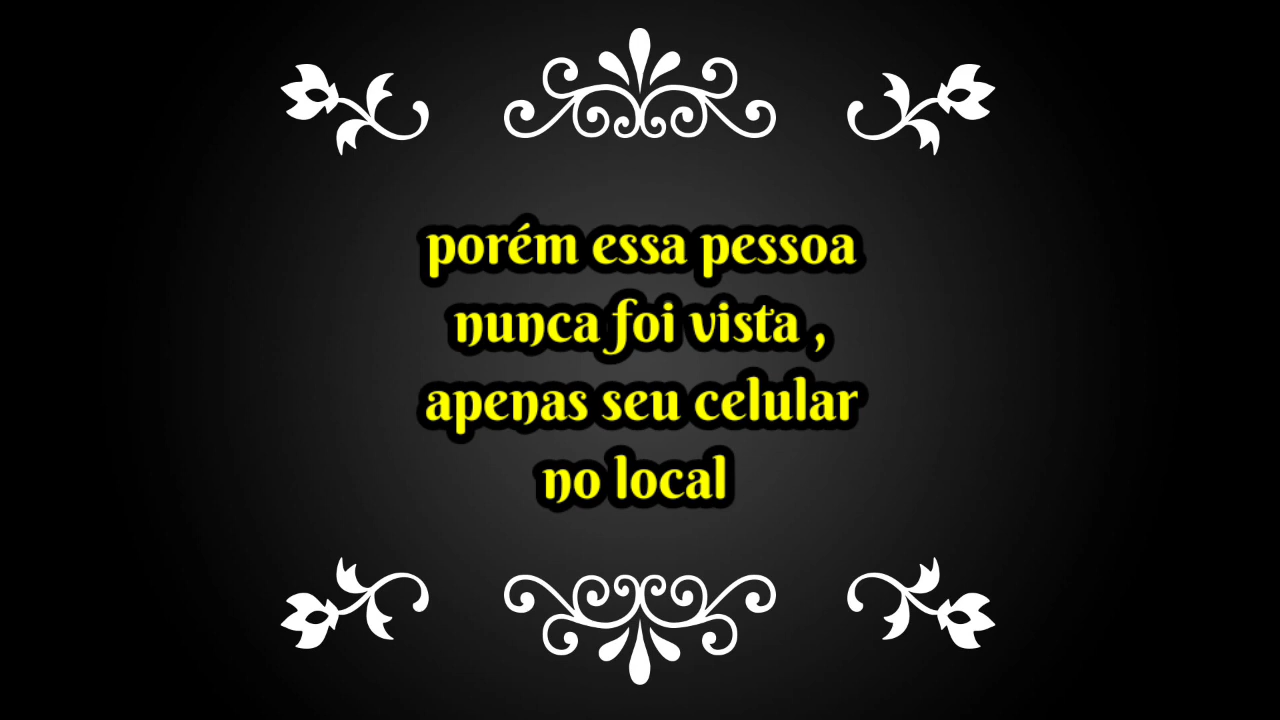 porém essa pessoa
nunca foi vista ,
apenas seu celular
no local